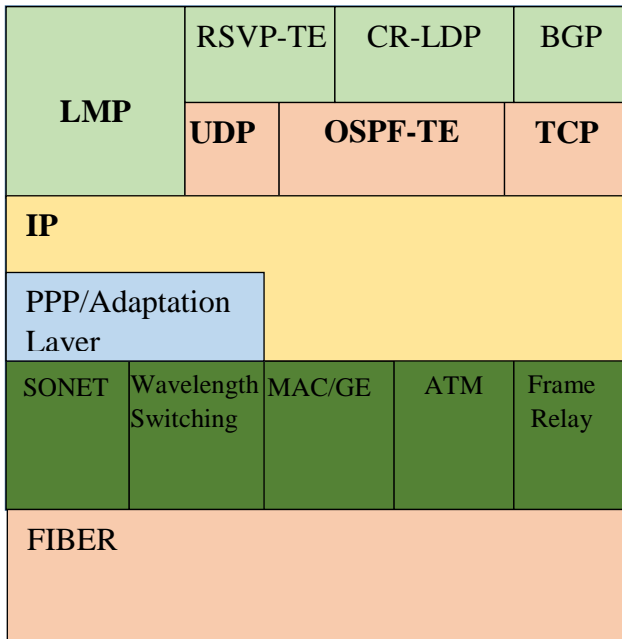 RSVP-TE
CR-LDP
BGP
LMP
UDP
OSPF-TE
TCP
IP
PPP/Adaptation
Layer
SONET
Wavelength
Switching
MAC/GE
ATM
Frame
Relay
FIBER